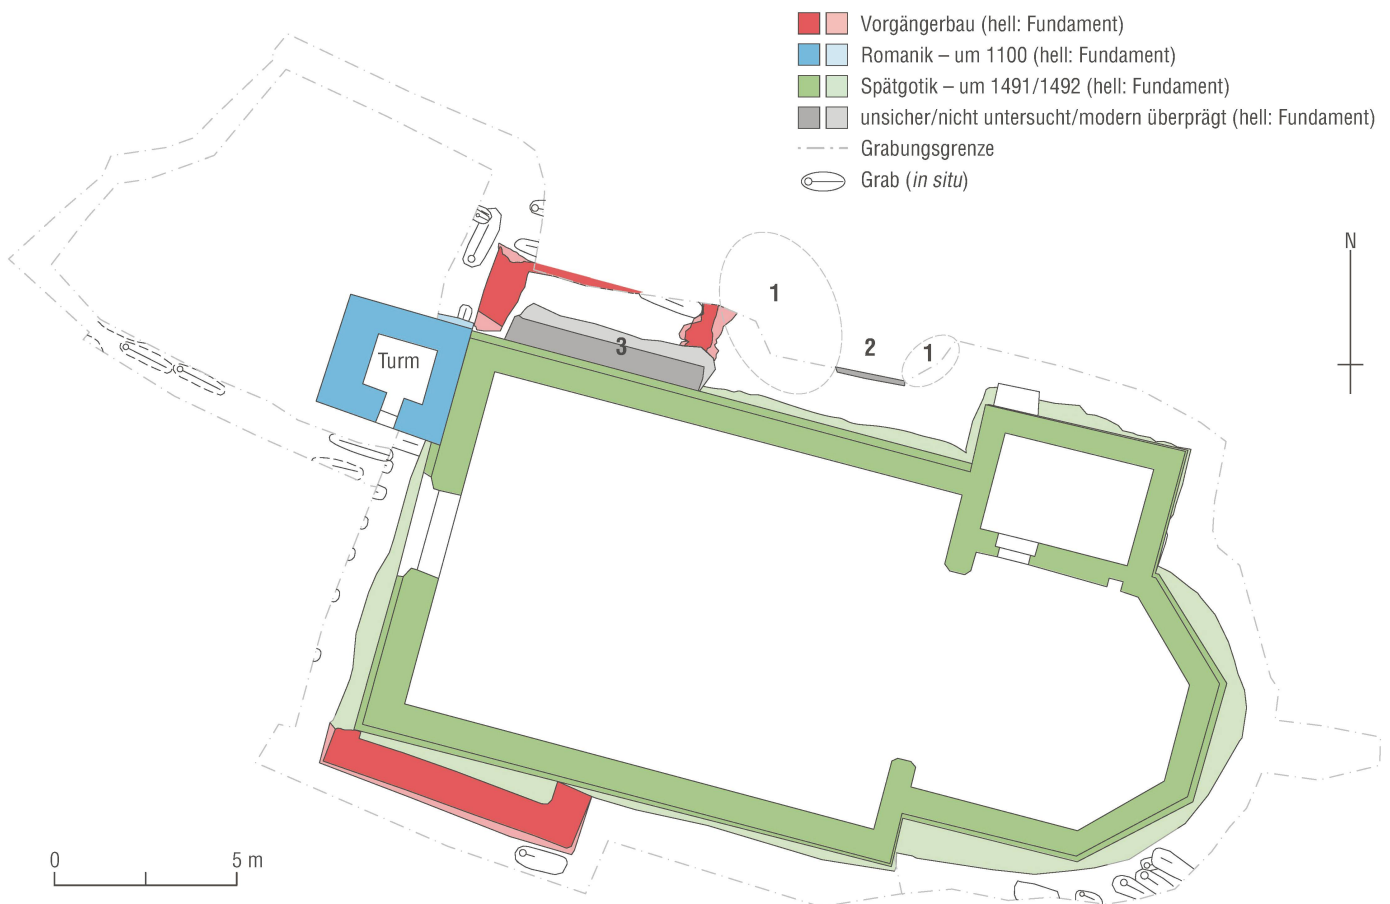 Vorgängerbau (hell: Fundament)
Romanik – um 1100 (hell: Fundament)
Spätgotik – um 1491/1492 (hell: Fundament)
unsicher/nicht untersucht/modern überprägt (hell: Fundament)
Grabungsgrenze
Grab (in situ)
N
1
2
1
3
Turm
0 5 m